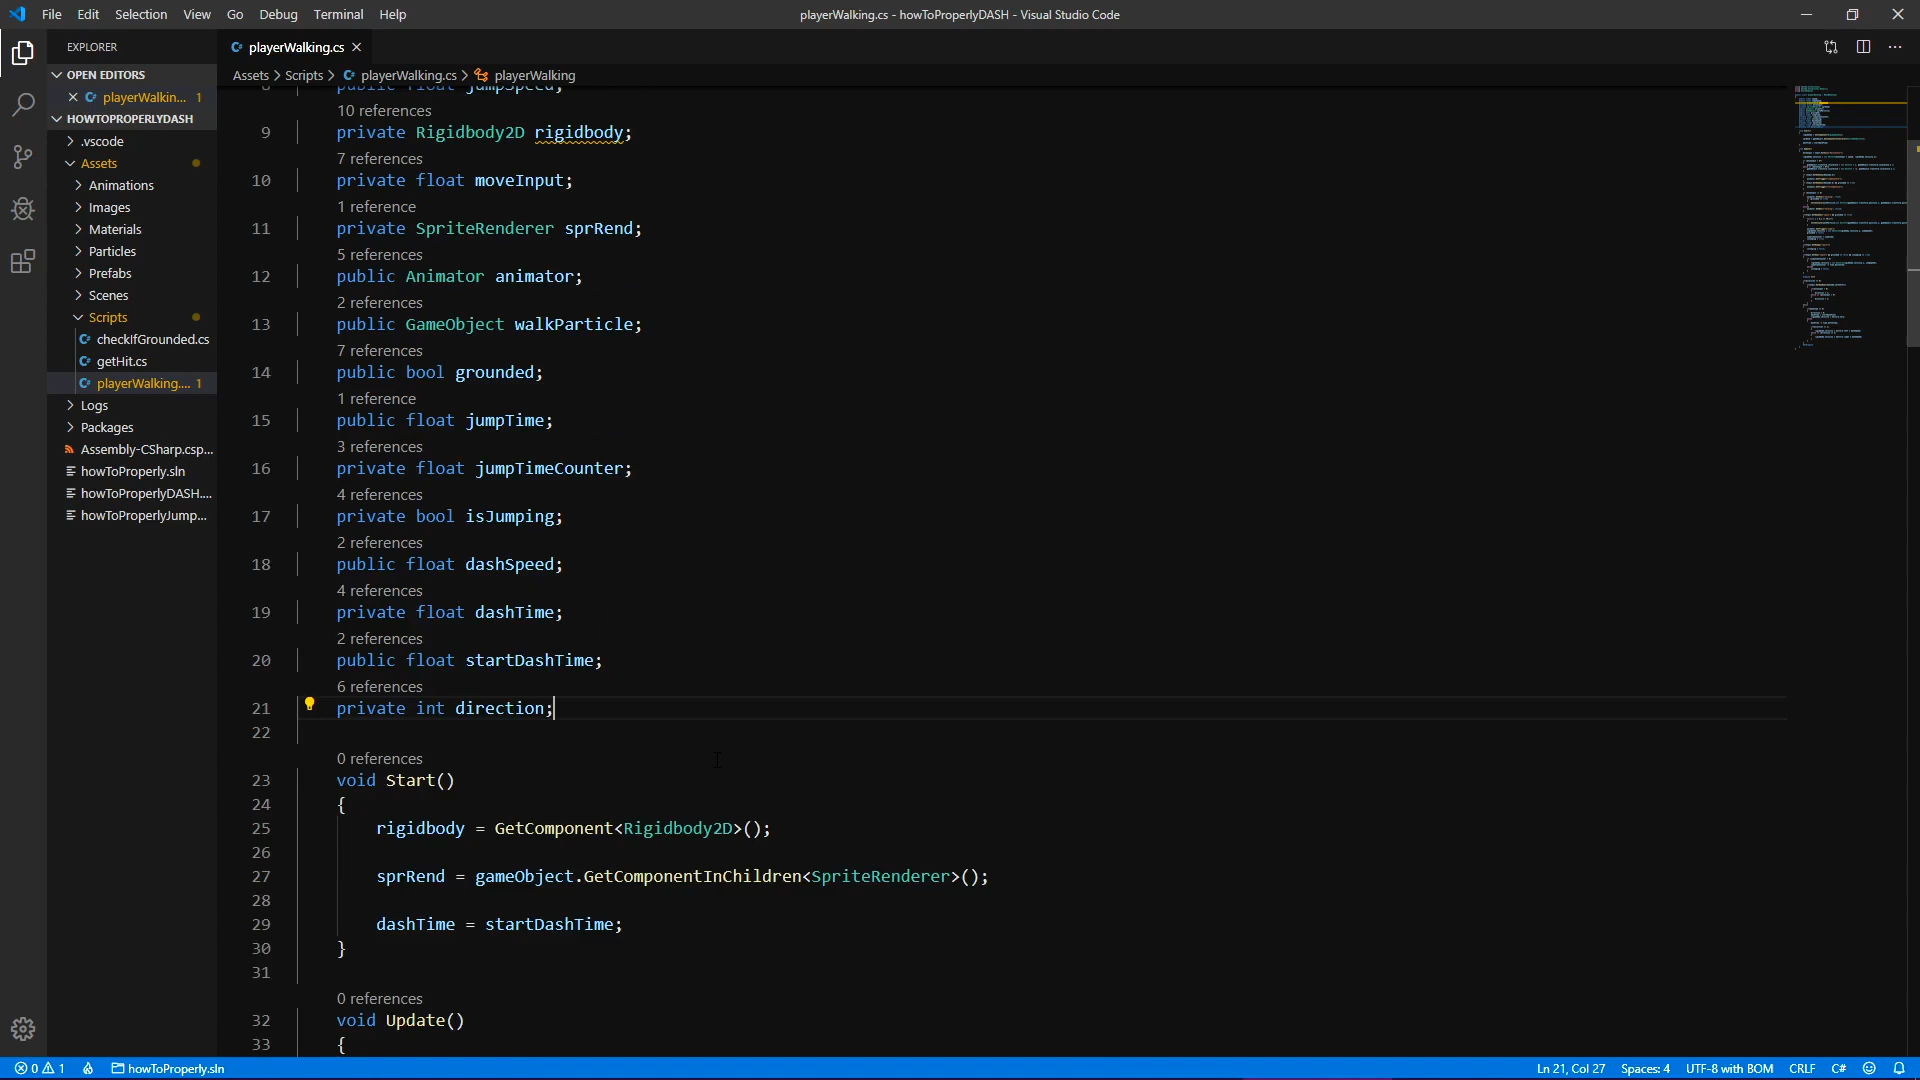 File Edit Selection View Go Debug Terminal Help
playerWalking.cs - howToProperlyDASH - Visual Studio Code
EXPLORER
OPEN EDITORS
playerWalkin... 1
HOWTOPROPERLYDASH
.vscode
Assets
Animations
Images
Materials
Particles
Prefabs
Scenes
Scripts
checkIfGrounded.cs
getHit.cs
playerWalking.... 1
Logs
Packages
Assembly-CSharp.csp...
howToProperly.sln
howToProperlyDASH....
howToProperlyJump...
playerWalking.cs
Assets > Scripts > playerWalking.cs > playerWalking
8 public float jumpSpeed;
10 references
9 private Rigidbody2D rigidbody;
7 references
10 private float moveInput;
1 reference
11 private SpriteRenderer sprRend;
5 references
12 public Animator animator;
2 references
13 public GameObject walkParticle;
7 references
14 public bool grounded;
1 reference
15 public float jumpTime;
3 references
16 private float jumpTimeCounter;
4 references
17 private bool isJumping;
2 references
18 public float dashSpeed;
4 references
19 private float dashTime;
2 references
20 public float startDashTime;
6 references
21 private int direction;
22
0 references
23 void Start()
24 {
25 rigidbody = GetComponent<Rigidbody2D>();
26
27 sprRend = gameObject.GetComponentInChildren<SpriteRenderer>();
28
29 dashTime = startDashTime;
30 }
31
0 references
32 void Update()
33 {
0 1 howToProperly.sln
Ln 21, Col 27 Spaces: 4 UTF-8 with BOM CRLF C#